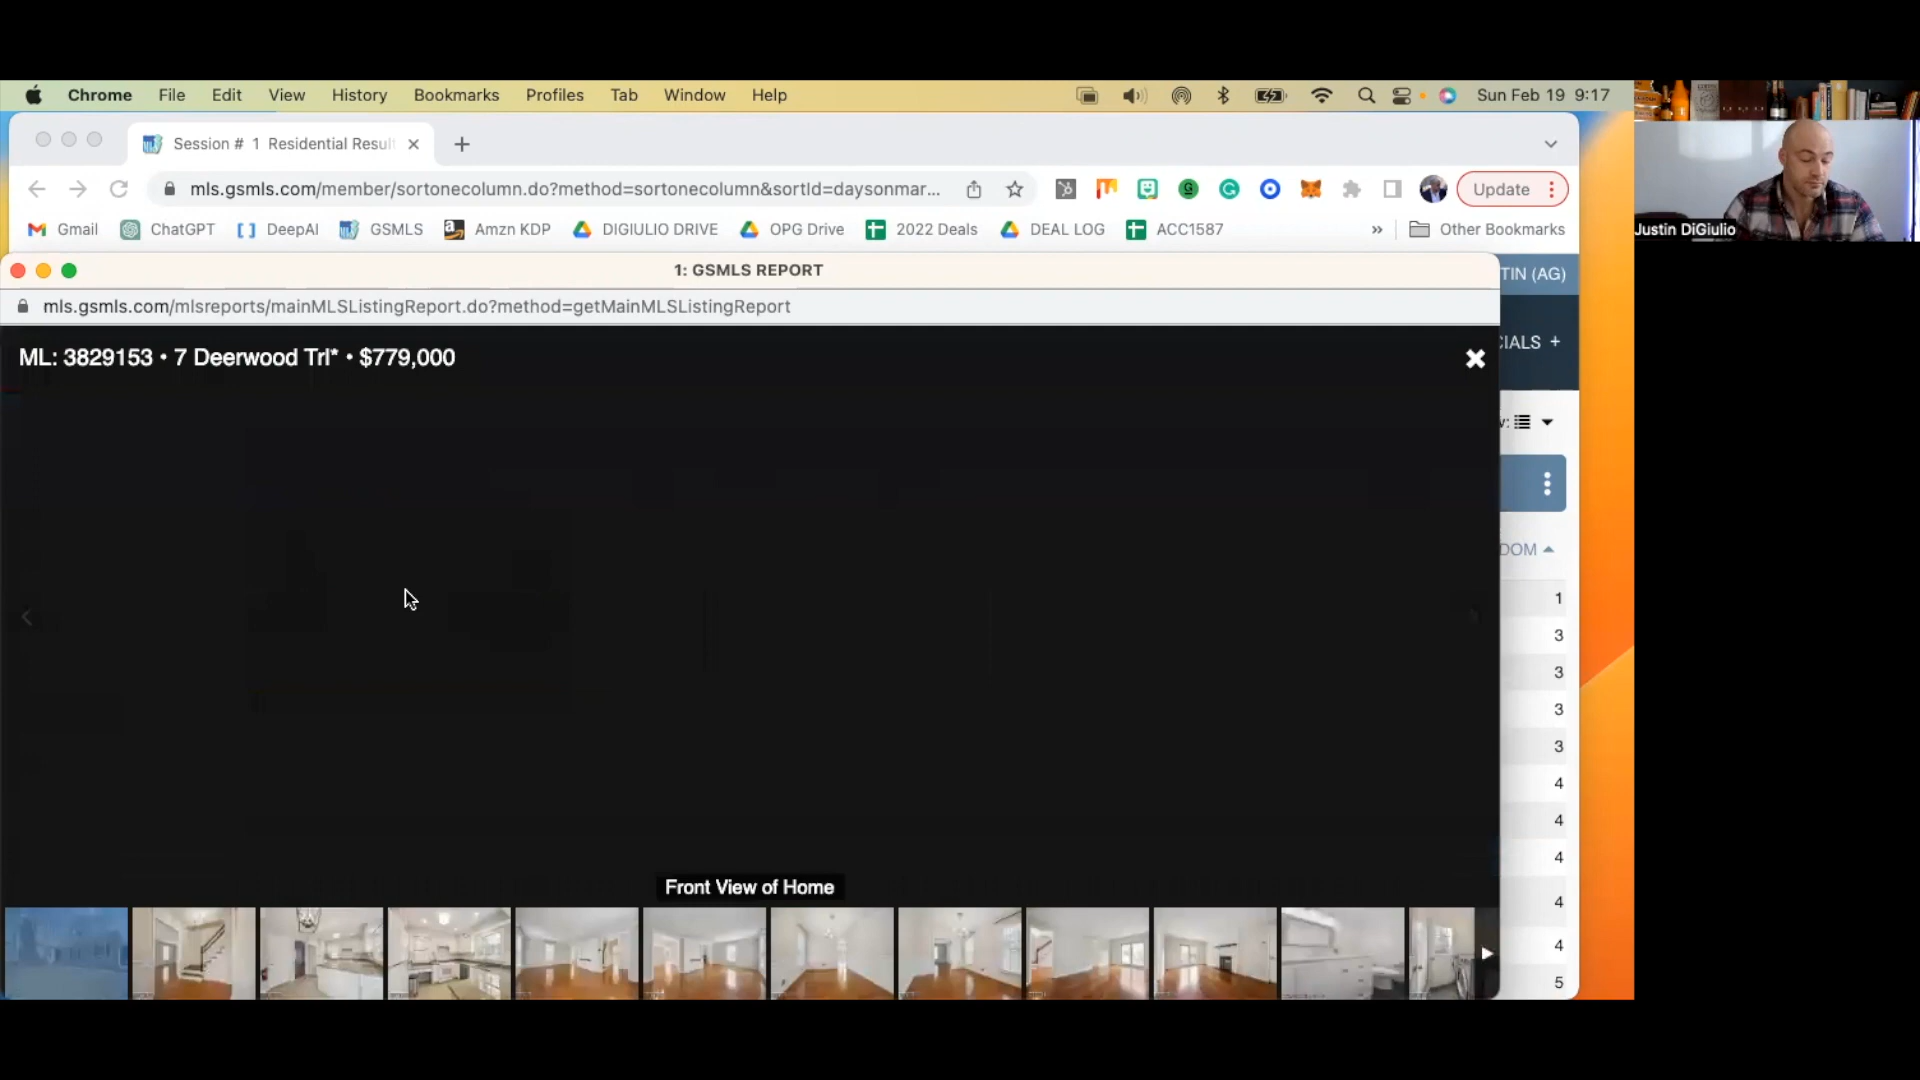 Chrome File Edit View History Bookmarks Profiles Tab Window Help Sun Feb 19 9:17
Session # 1 Residential Resul
mls.gsmls.com/member/sortonecolumn.do?method=sortonecolumn&sortId=daysonmar... Update
Gmail ChatGPT DeepAI GSMLS Amzn KDP DIGIULIO DRIVE OPG Drive 2022 Deals DEAL LOG ACC1587 » Other Bookmarks
Justin DiGiulio
1: GSMLS REPORT
TIN (AG)
mls.gsmls.com/mlsreports/mainMLSListingReport.do?method=getMainMLSListingReport
CIALS +
ML: 3829153 • 7 Deerwood Trl* • $779,000
DOM
1
3
3
3
3
4
4
4
4
4
5
Front View of Home